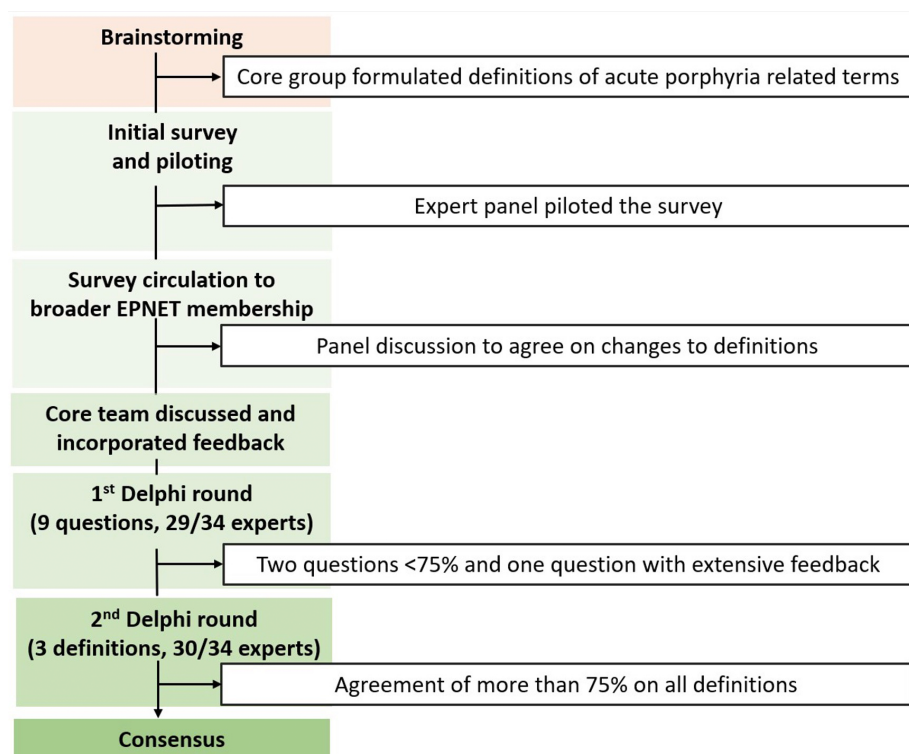 Brainstorming
Core group formulated definitions of acute porphyria related terms
Initial survey
and piloting
Expert panel piloted the survey
Survey circulation to
broader EPNET membership
Panel discussion to agree on changes to definitions
Core team discussed and
incorporated feedback
1st Delphi round
(9 questions, 29/34 experts)
Two questions <75% and one question with extensive feedback
2nd Delphi round
(3 definitions, 30/34 experts)
Agreement of more than 75% on all definitions
Consensus